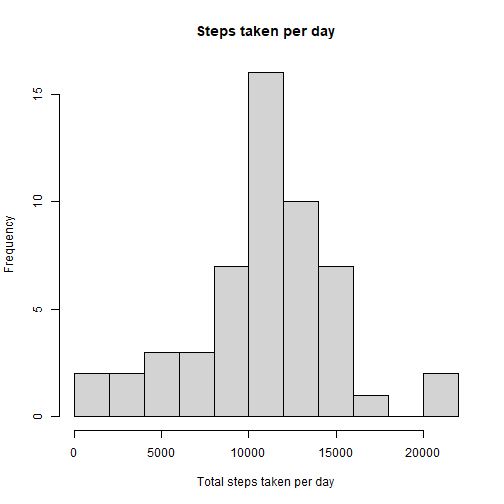 Steps taken per day
Frequency
15
10
5
0
0 5000 10000 15000 20000
Total steps taken per day